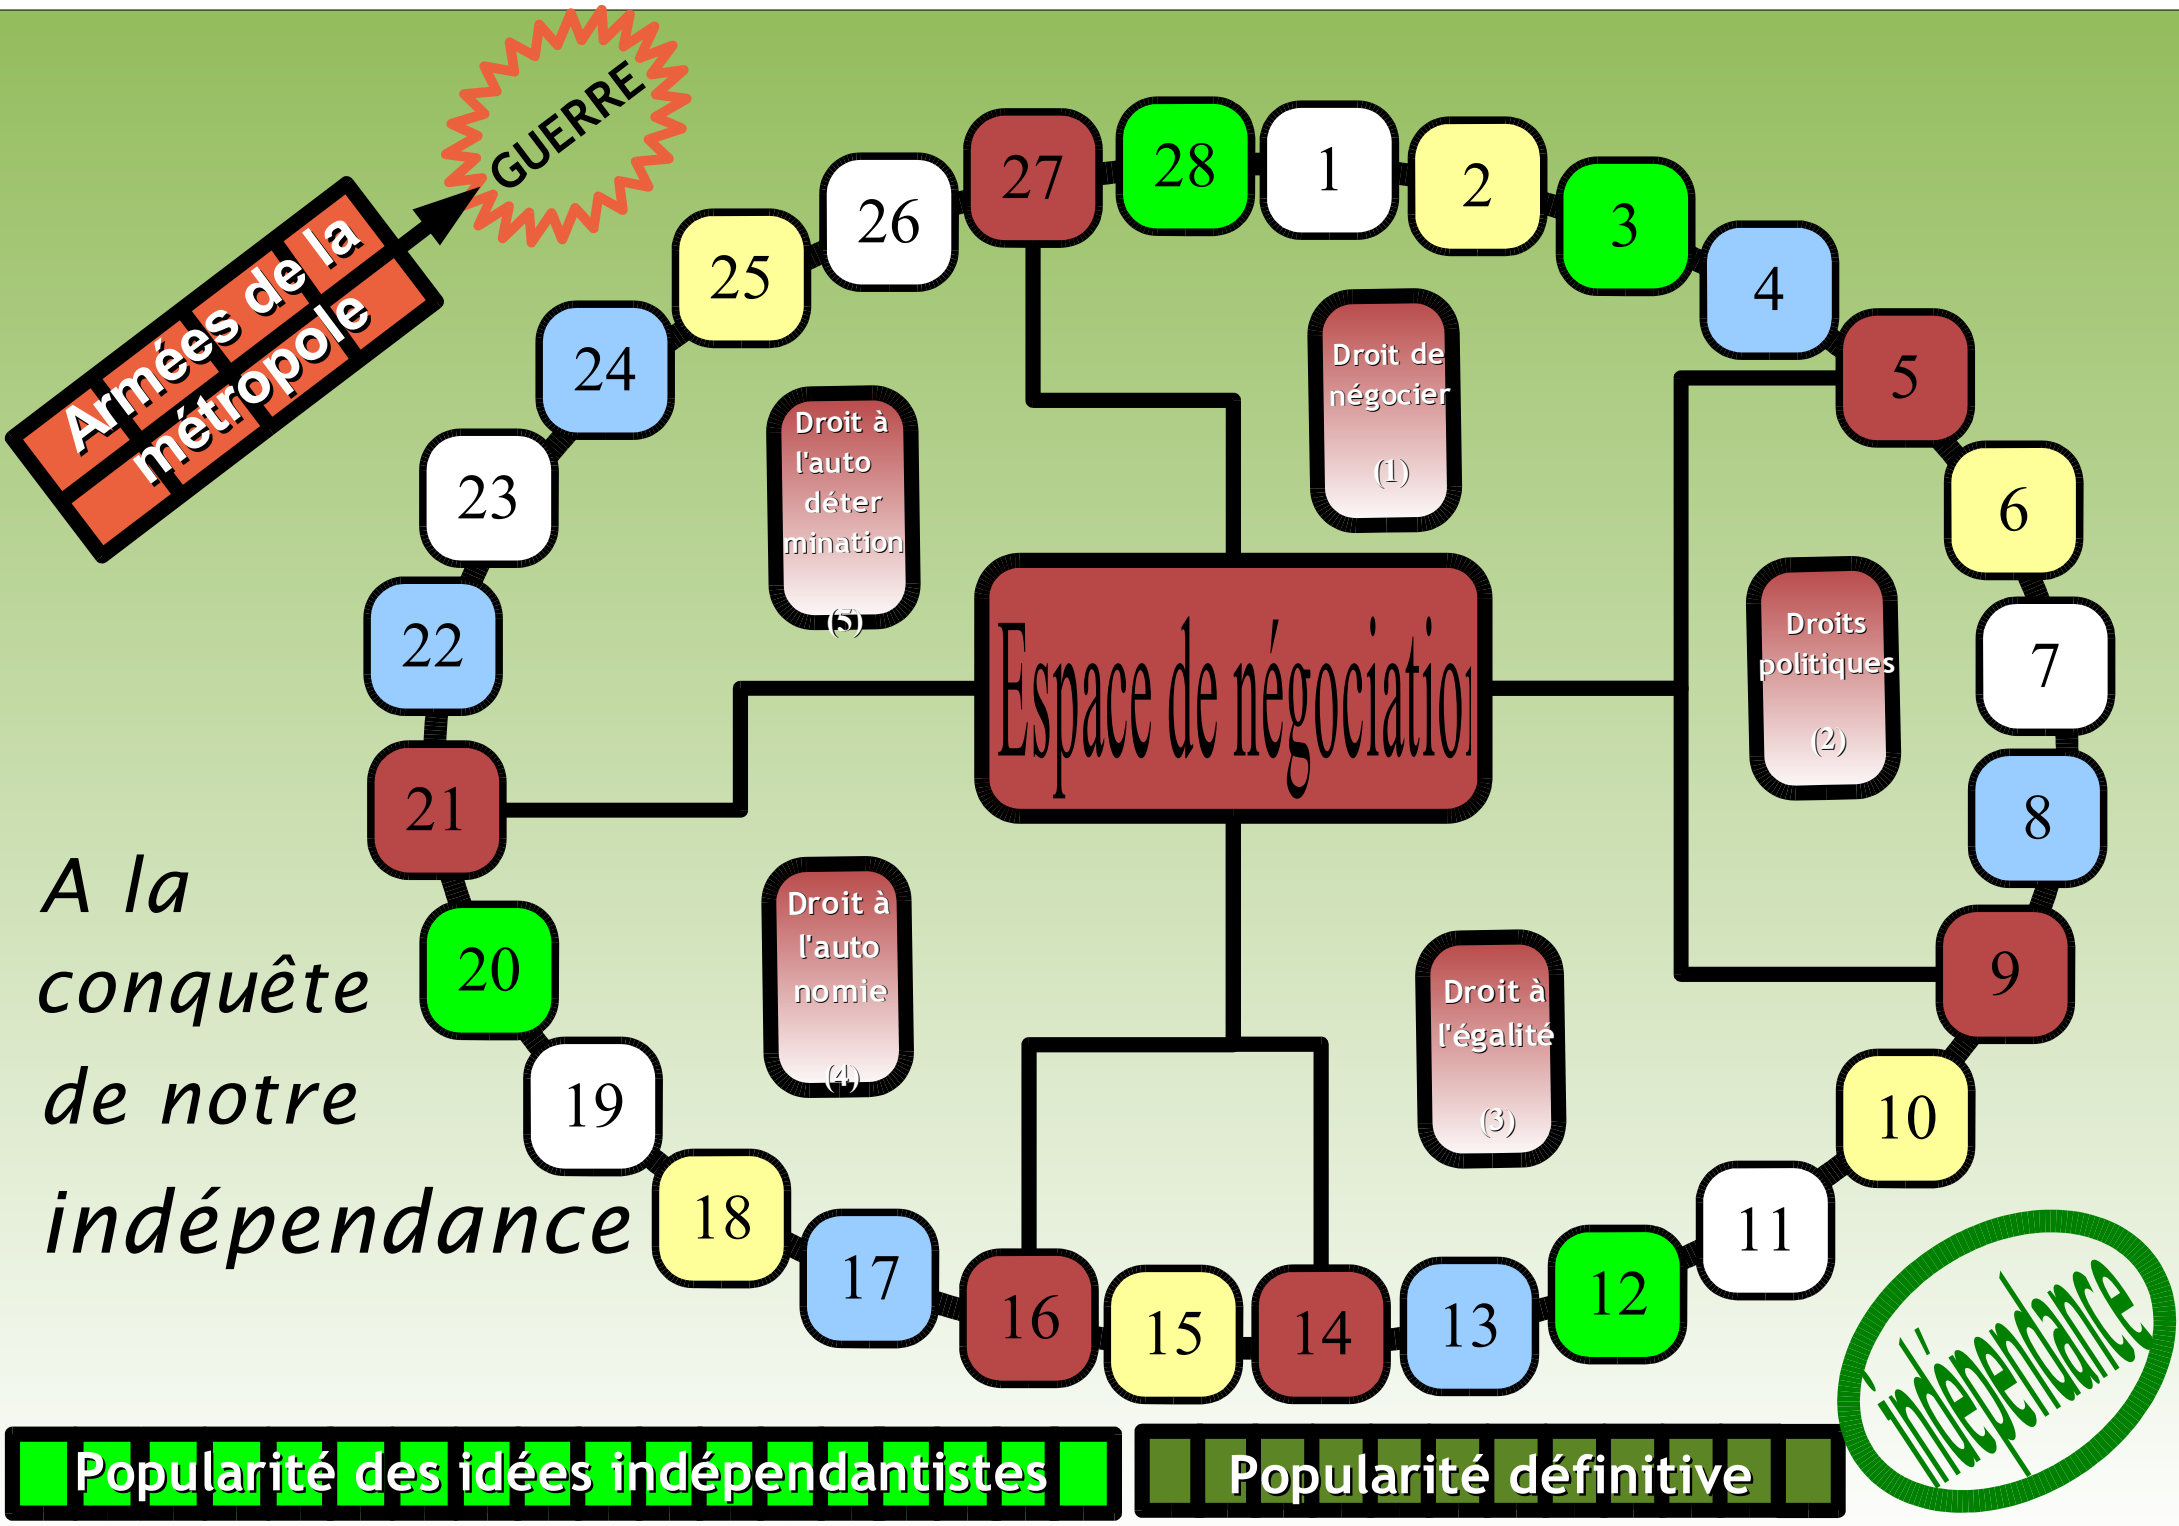 GUERRE
Armées de la
métropole
27
28
1
2
3
4
5
6
7
8
9
10
11
12
13
14
15
16
17
18
19
20
21
22
23
24
25
26
Droit de
négocier
(1)
Droits
politiques
(2)
Droit à
l'égalité
(3)
Droit à
l'auto
nomie
(4)
Droit à
l'auto
déter
mination
(5)
Espace de négociation
A la
conquête
de notre
indépendance
Popularité des idées indépendantistes
Popularité définitive
indépendance